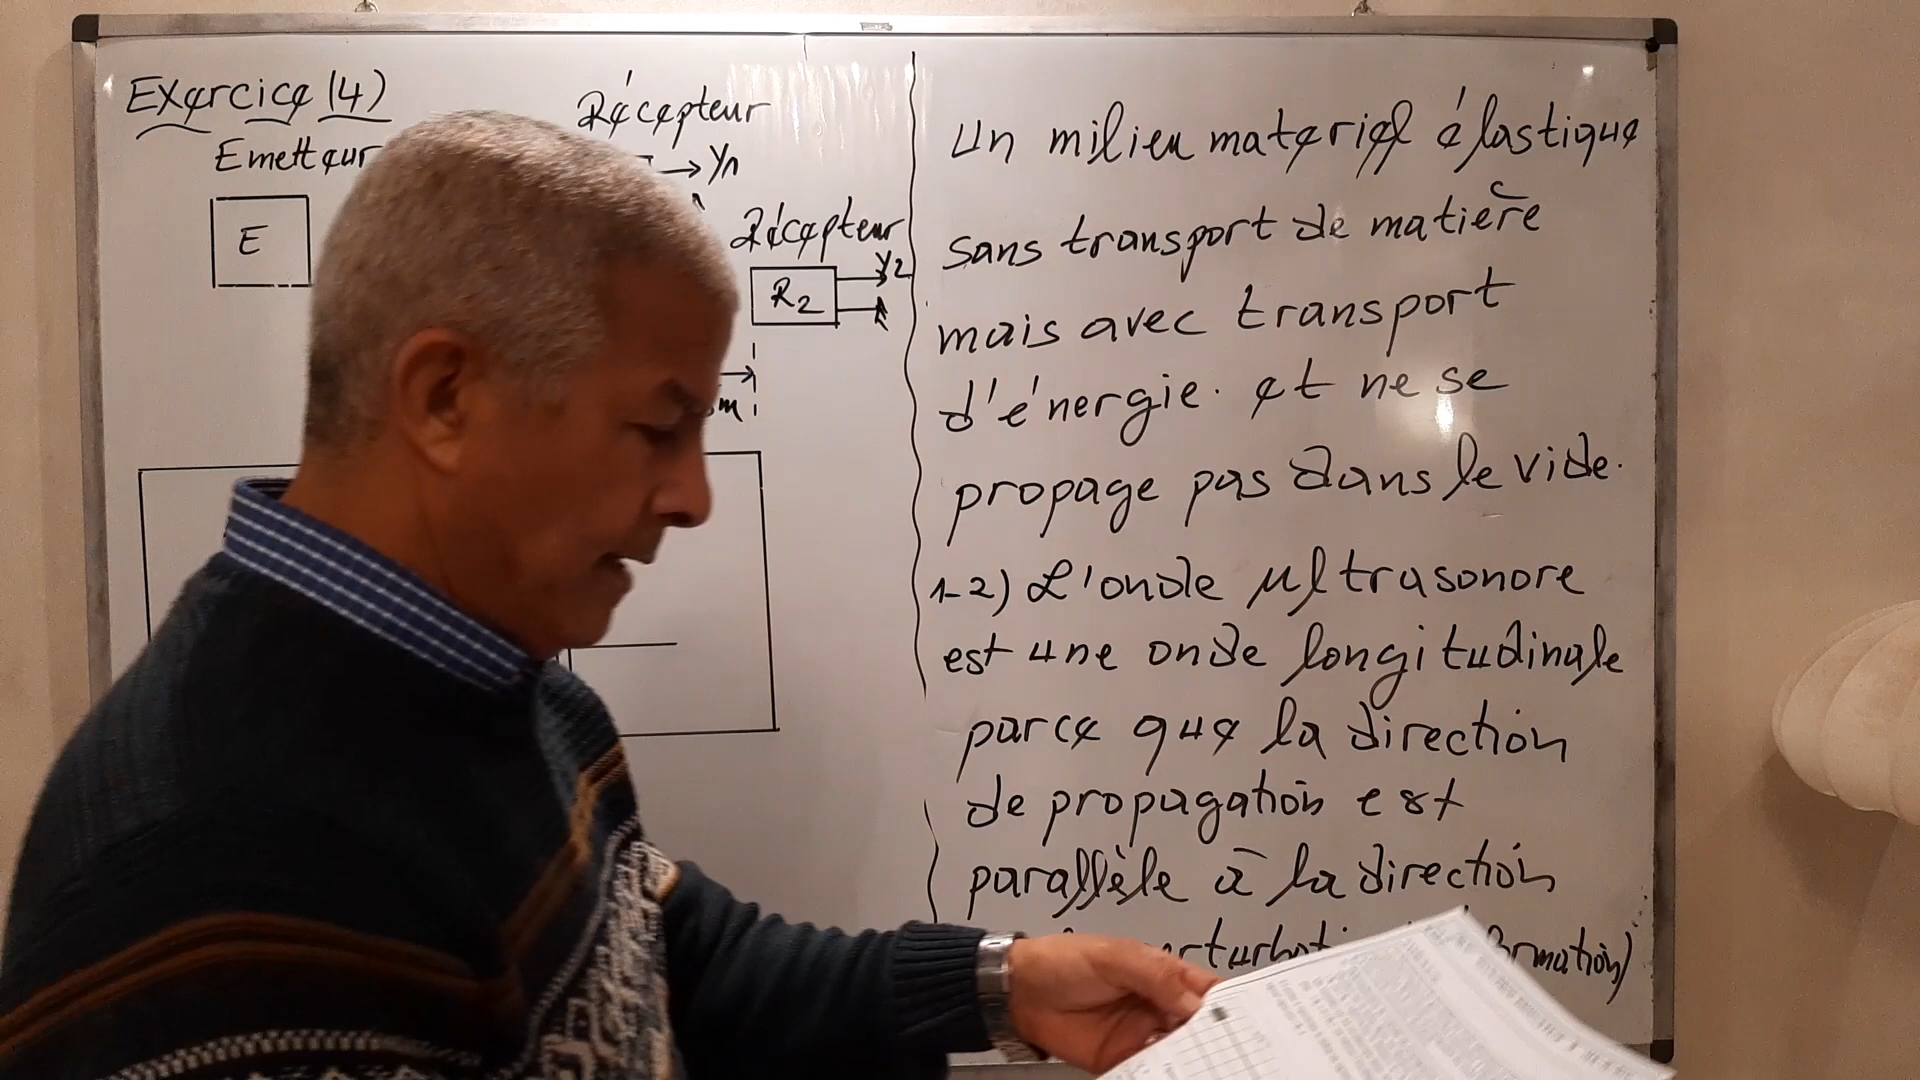 Exercice (4)
Emetteur
Récepteur
Y1
E
Récepteur
Y2
R2
m
un milieu materiel élastique
sans transport de matière
mais avec transport
d'énergie. et ne se
propage pas dans le vide.
1-2) L'onde ultrasonore
est une onde longitudinale
parce que la direction
de propagation est
parallèle à la direction